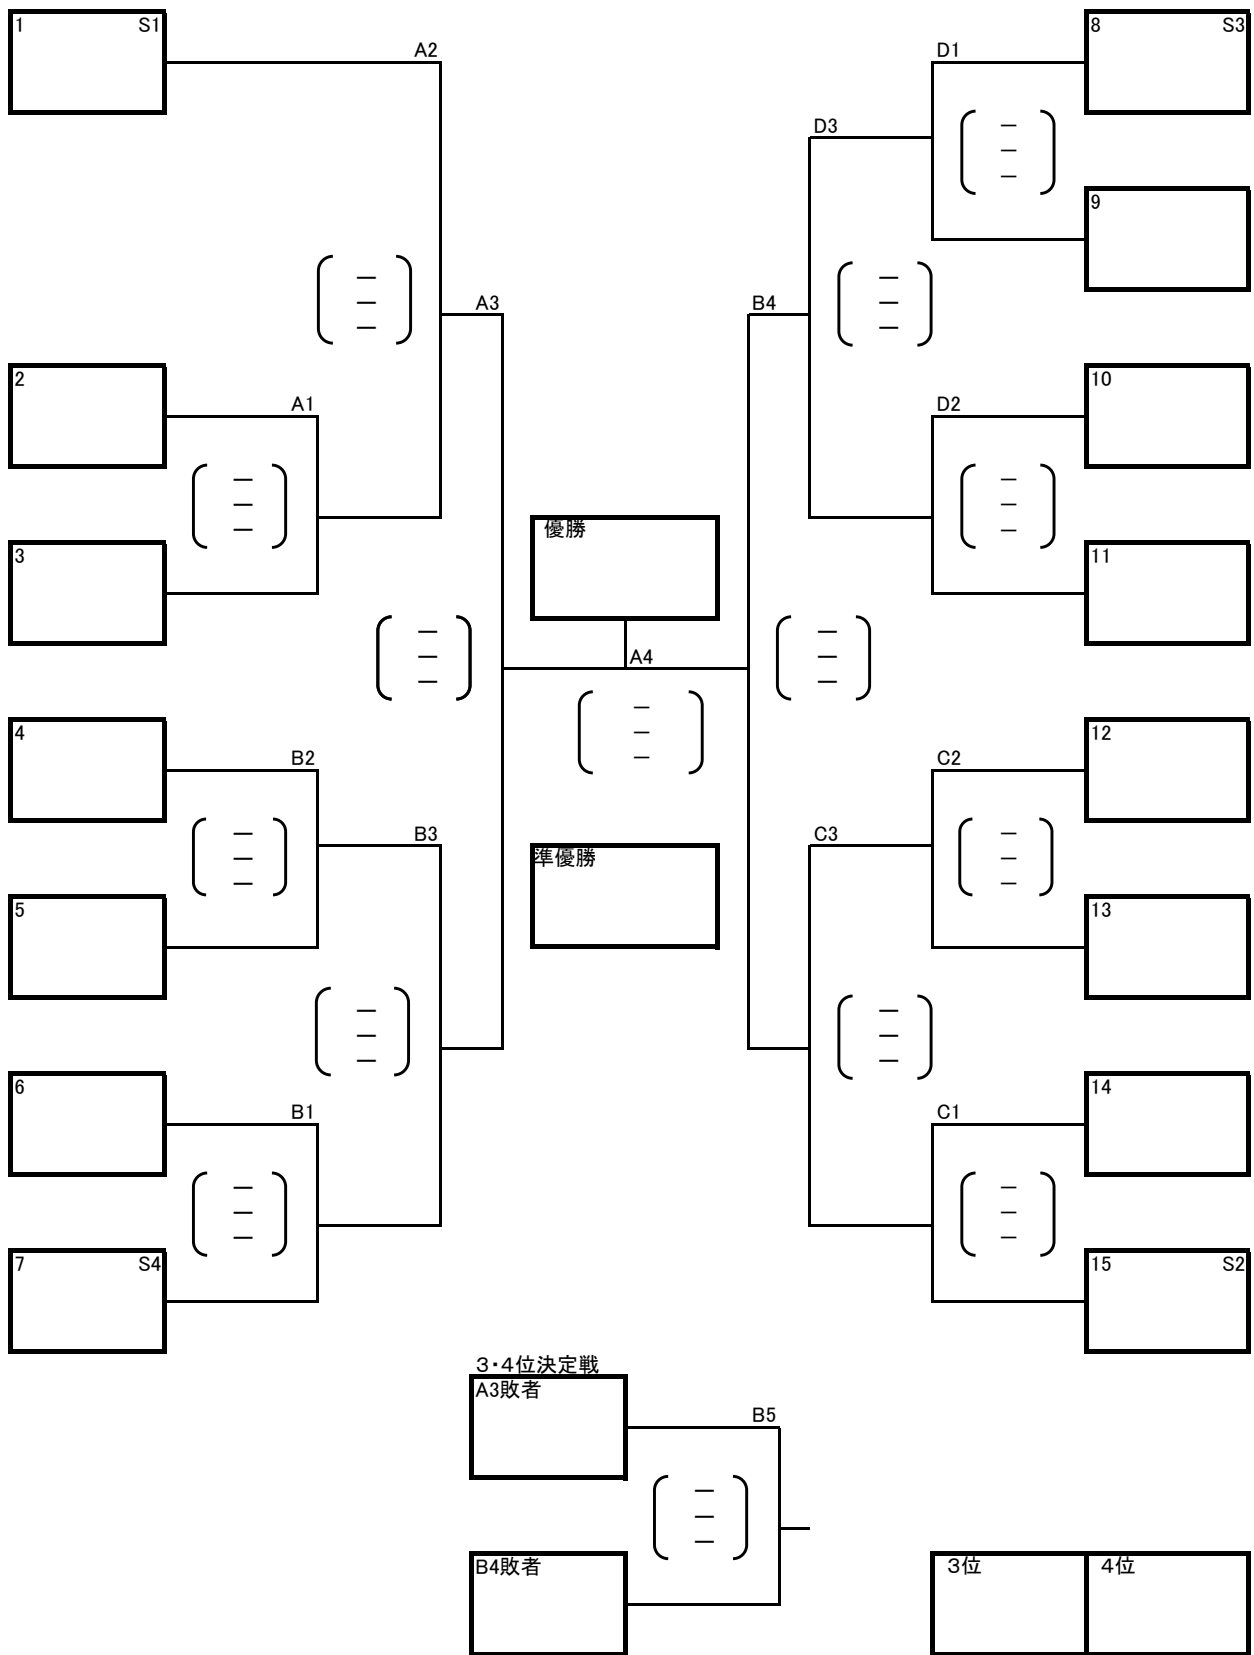 1 S1
8 S3
A2
D1
D3
—
—
—
9
—
—
—
—
—
—
A3
B4
2
10
A1
D2
—
—
—
—
—
—
優勝
3
11
—
—
—
—
—
—
A4
—
—
—
4
12
B2
C2
—
—
—
—
—
—
B3
C3
準優勝
5
13
—
—
—
—
—
—
6
14
B1
C1
—
—
—
—
—
—
7 S4
15 S2
3・4位決定戦
A3敗者
B5
—
—
—
B4敗者
3位
4位